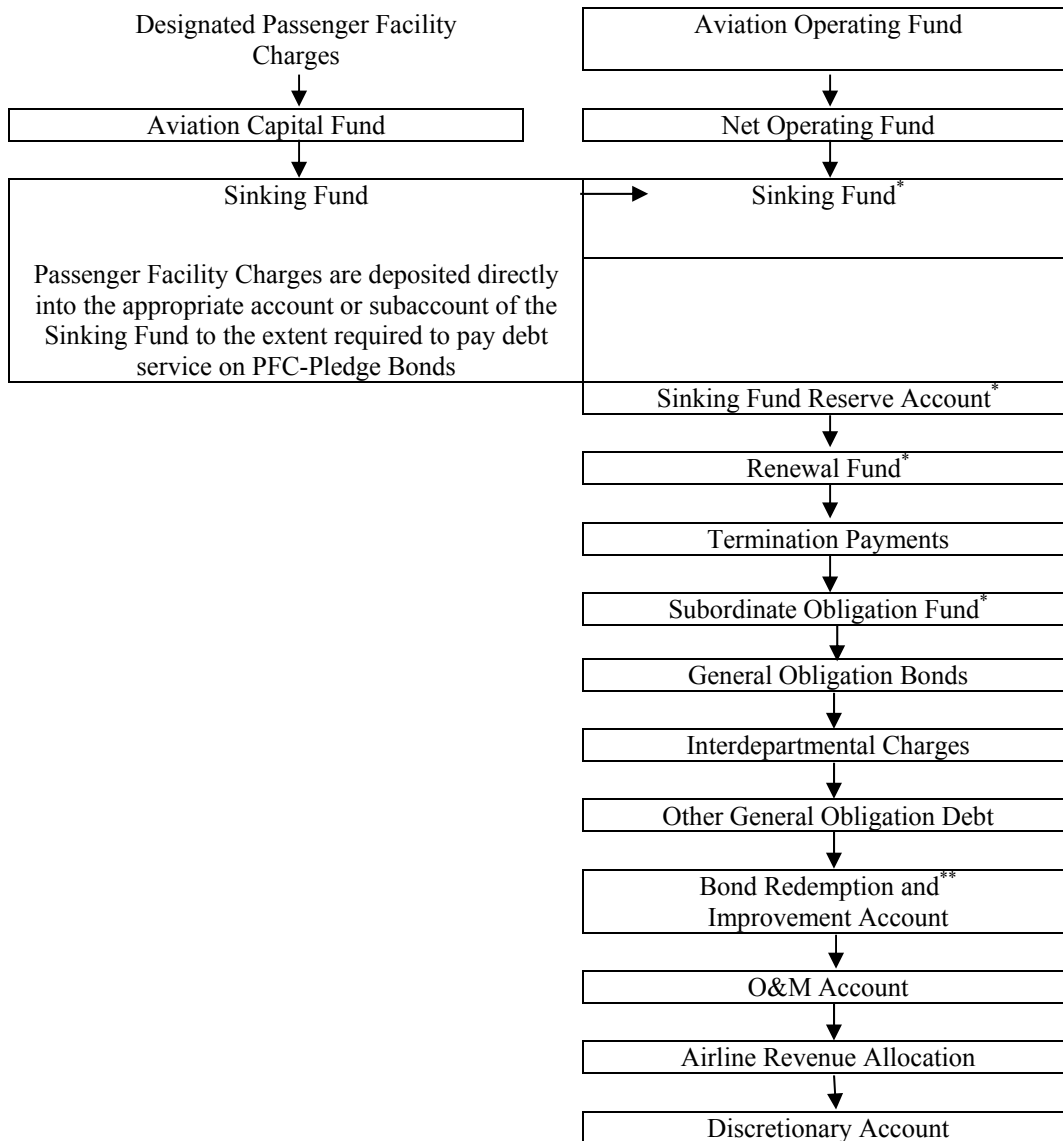 Designated Passenger Facility
Charges
Aviation Operating Fund
Aviation Capital Fund
Net Operating Fund
Sinking Fund
Sinking Fund*
Passenger Facility Charges are deposited directly
into the appropriate account or subaccount of the
Sinking Fund to the extent required to pay debt
service on PFC-Pledge Bonds
Sinking Fund Reserve Account*
Renewal Fund*
Termination Payments
Subordinate Obligation Fund*
General Obligation Bonds
Interdepartmental Charges
Other General Obligation Debt
Bond Redemption and**
Improvement Account
O&M Account
Airline Revenue Allocation
Discretionary Account